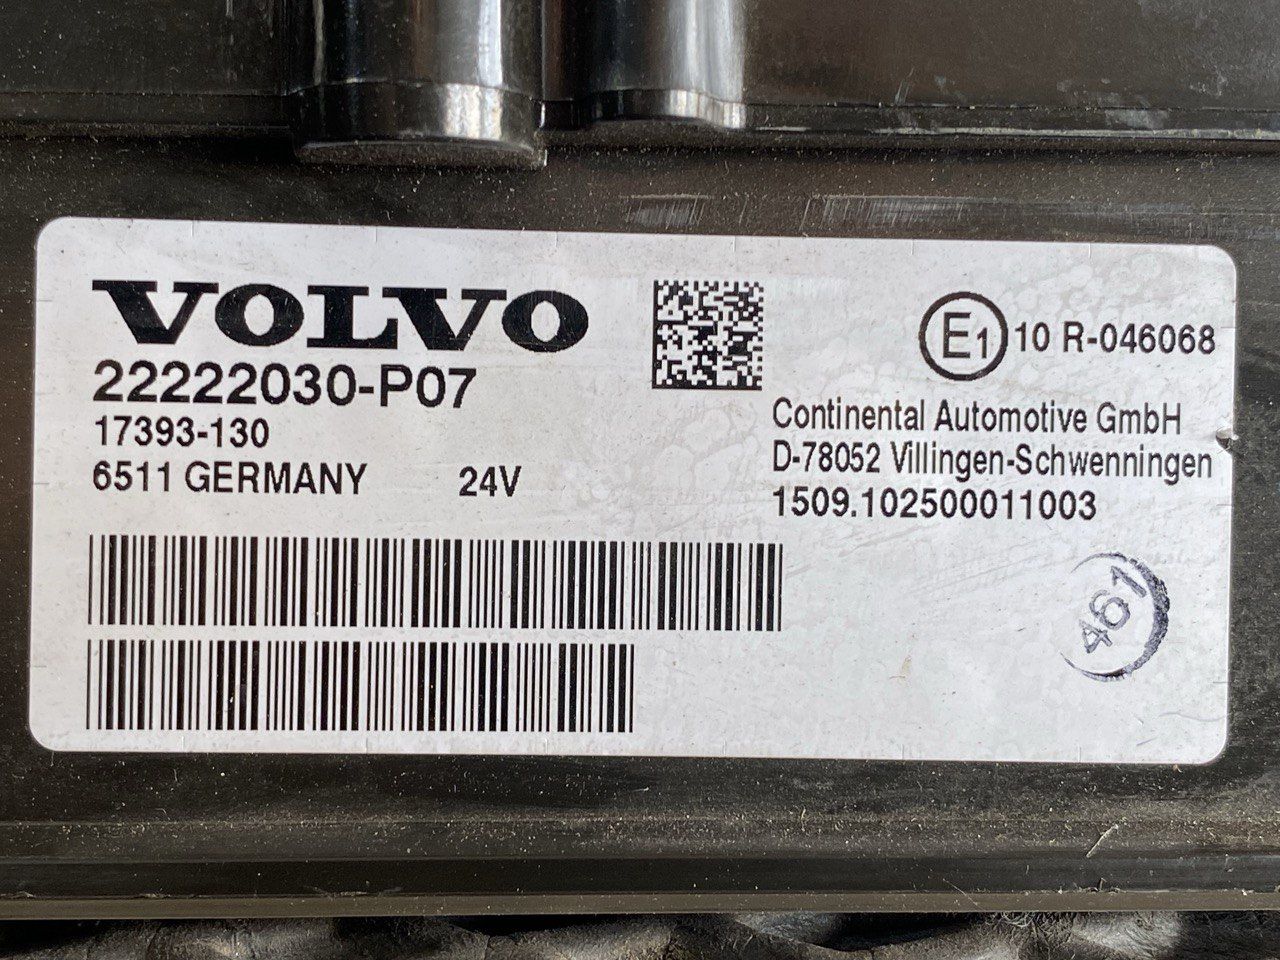 VOLVO
22222030-P07
17393-130
6511 GERMANY 24V
E1 10 R-046068
Continental Automotive GmbH
D-78052 Villingen-Schwenningen
1509.102500011003
461